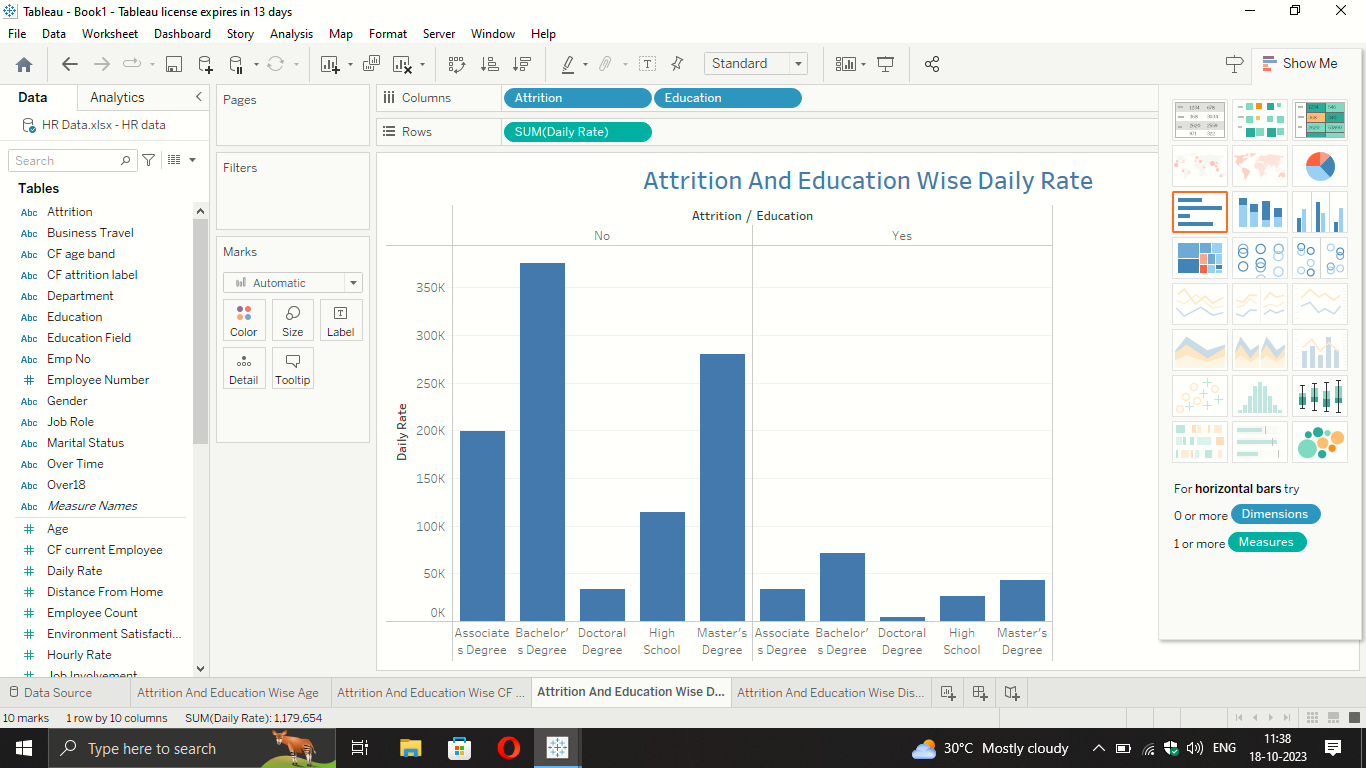 Tableau - Book1 - Tableau license expires in 13 days
File Data Worksheet Dashboard Story Analysis Map Format Server Window Help
Standard
Show Me
Data Analytics
HR Data.xlsx - HR data
Search
Tables
Abc Attrition
Abc Business Travel
Abc CF age band
Abc CF attrition label
Abc Department
Abc Education
Abc Education Field
Abc Emp No
# Employee Number
Abc Gender
Abc Job Role
Abc Marital Status
Abc Over Time
Abc Over18
Abc Measure Names
# Age
# CF current Employee
# Daily Rate
# Distance From Home
# Employee Count
# Environment Satisfacti...
# Hourly Rate
# Job Involvement
Pages
Filters
Marks
Automatic
Color Size Label
Detail Tooltip
Columns Attrition Education
Rows SUM(Daily Rate)
Attrition And Education Wise Daily Rate
Attrition / Education
No Yes
350K
300K
250K
200K
150K
100K
50K
0K
Daily Rate
Associate Bachelor’ Doctoral High Master’s Associate Bachelor’ Doctoral High Master’s
s Degree s Degree Degree School Degree s Degree s Degree Degree School Degree
For horizontal bars try
0 or more Dimensions
1 or more Measures
Data Source Attrition And Education Wise Age Attrition And Education Wise CF ... Attrition And Education Wise D... Attrition And Education Wise Dis...
10 marks 1 row by 10 columns SUM(Daily Rate): 1,179,654
Type here to search
30°C Mostly cloudy
ENG
11:38
18-10-2023